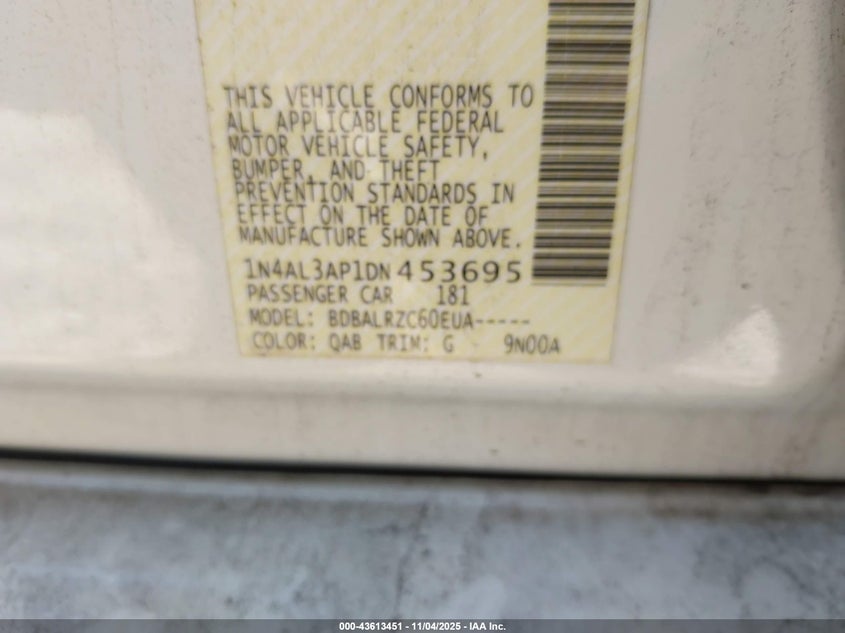 THIS VEHICLE CONFORMS TO
ALL APPLICABLE FEDERAL
MOTOR VEHICLE SAFETY,
BUMPER, AND THEFT
PREVENTION STANDARDS IN
EFFECT ON THE DATE OF
MANUFACTURE SHOWN ABOVE.
1N4AL3AP1DN 453695
PASSENGER CAR 181
MODEL: BDBALRZC60EUA-----
COLOR: QAB TRIM: G 9N00A
000-43613451 - 11/04/2025 - IAA Inc.